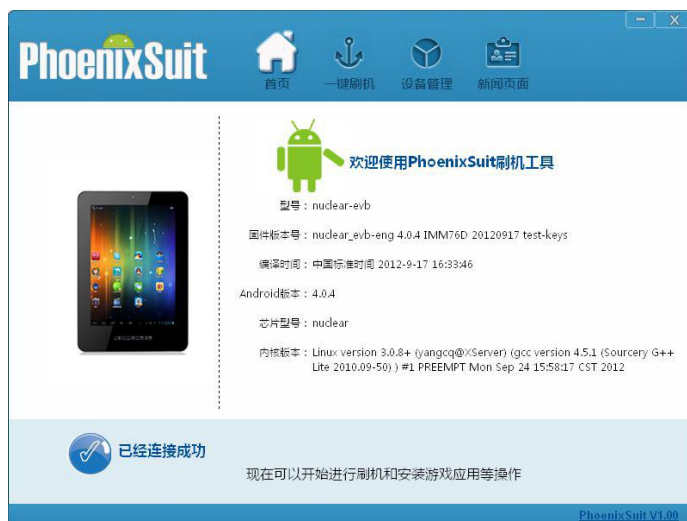 PhoenixSuit
首页
一键刷机
设备管理
新闻页面
欢迎使用PhoenixSuit刷机工具
型号：nuclear-evb
固件版本号：nuclear_evb-eng 4.0.4 IMM76D 20120917 test-keys
编译时间：中国标准时间 2012-9-17 16:33:46
Android版本：4.0.4
芯片型号：nuclear
内核版本：Linux version 3.0.8+ (yangcq@XServer) (gcc version 4.5.1 (Sourcery G++
Lite 2010.09-50) ) #1 PREEMPT Mon Sep 24 15:58:17 CST 2012
已经连接成功
现在可以开始进行刷机和安装游戏应用等操作
PhoenixSuit V1.00